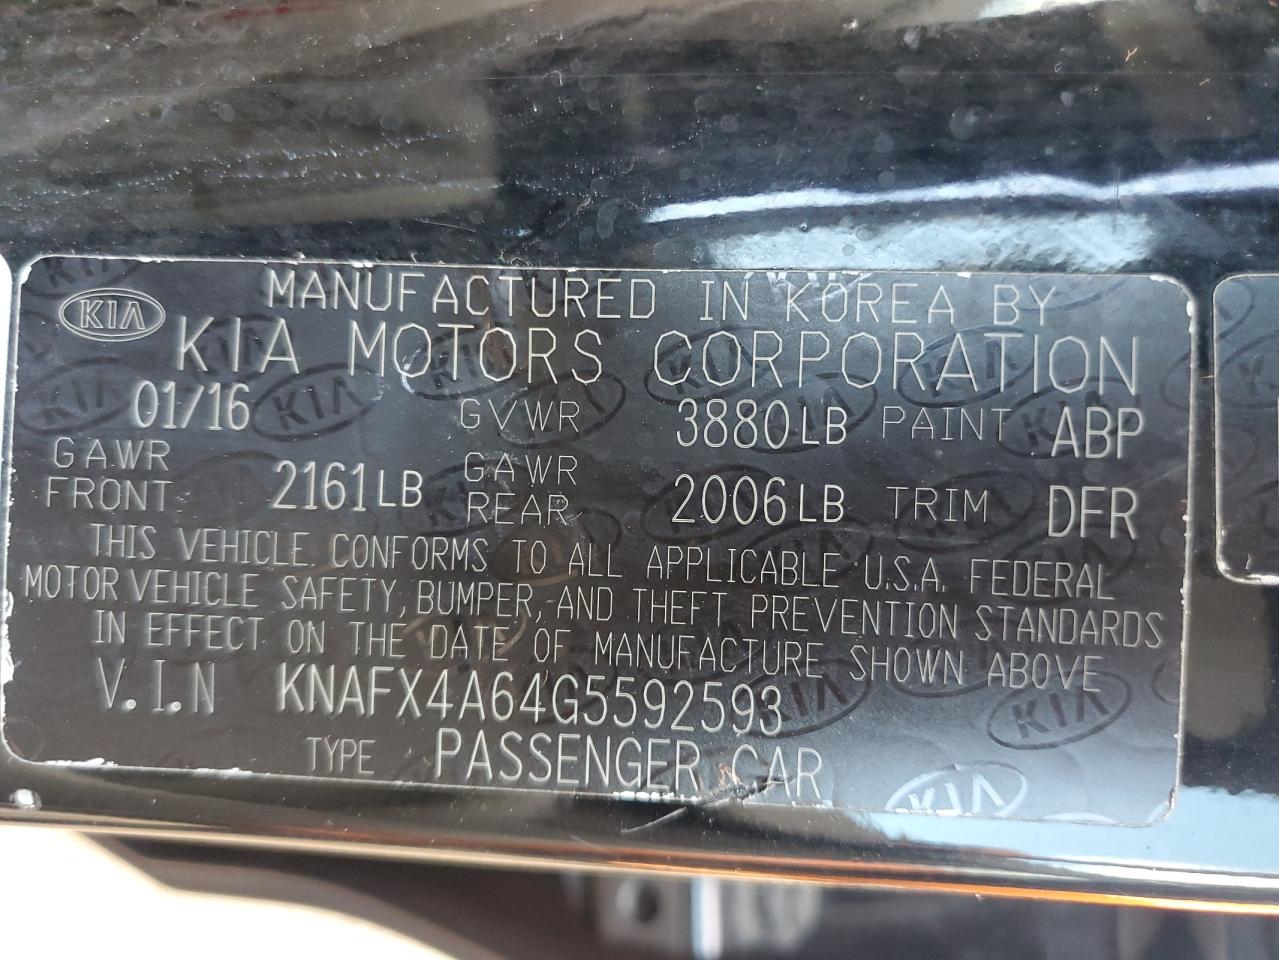 MANUFACTURED IN KOREA BY
KIA KIA MOTORS CORPORATION
01/16 GVWR 3880LB PAINT ABP
GAWR FRONT 2161LB GAWR REAR 2006LB TRIM DFR
THIS VEHICLE CONFORMS TO ALL APPLICABLE U.S.A. FEDERAL
MOTOR VEHICLE SAFETY, BUMPER, AND THEFT PREVENTION STANDARDS
IN EFFECT ON THE DATE OF MANUFACTURE SHOWN ABOVE
V.I.N KNAFX4A64G5592593
TYPE PASSENGER CAR
KIA